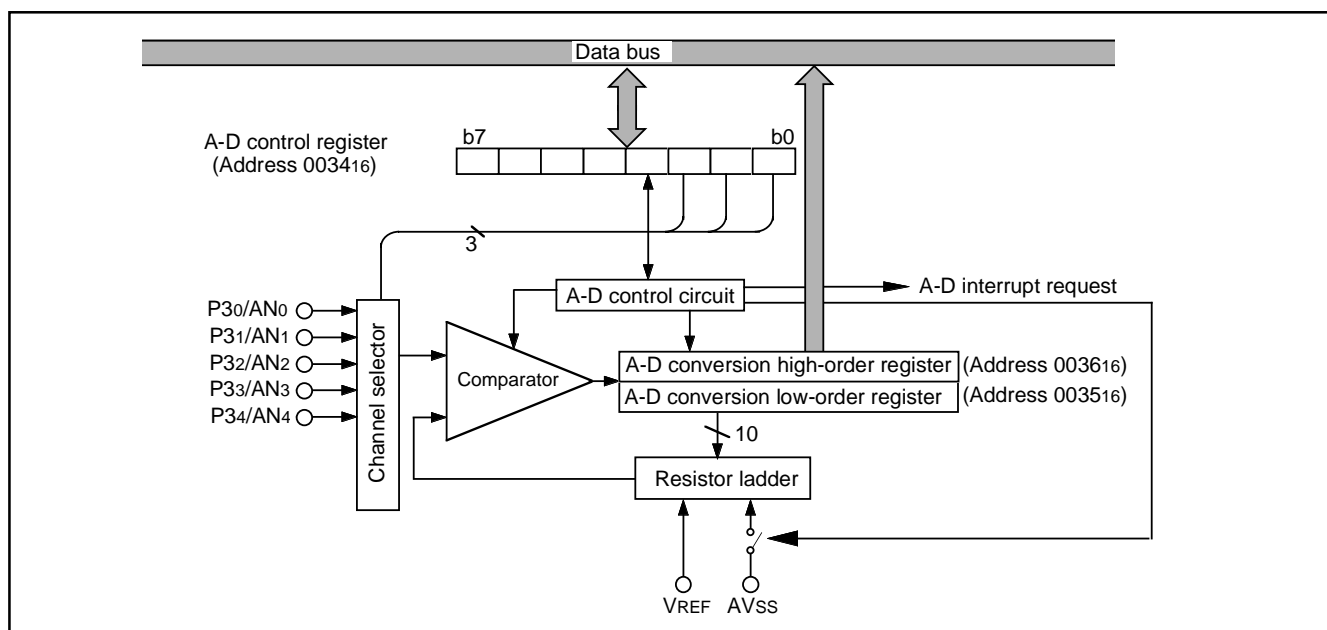 Data bus
A-D control register
(Address 003416)
b7
b0
3
A-D control circuit
A-D interrupt request
P30/AN0
P31/AN1
P32/AN2
P33/AN3
P34/AN4
Channel selector
Comparator
A-D conversion high-order register
(Address 003616)
A-D conversion low-order register
(Address 003516)
10
Resistor ladder
VREF
AVSS